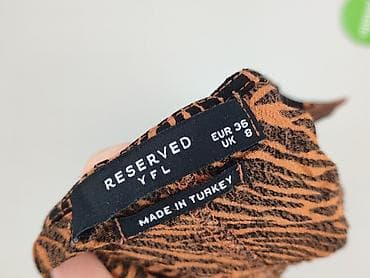 RESERVED
YFL
EUR 36
UK 8
MADE IN TURKEY